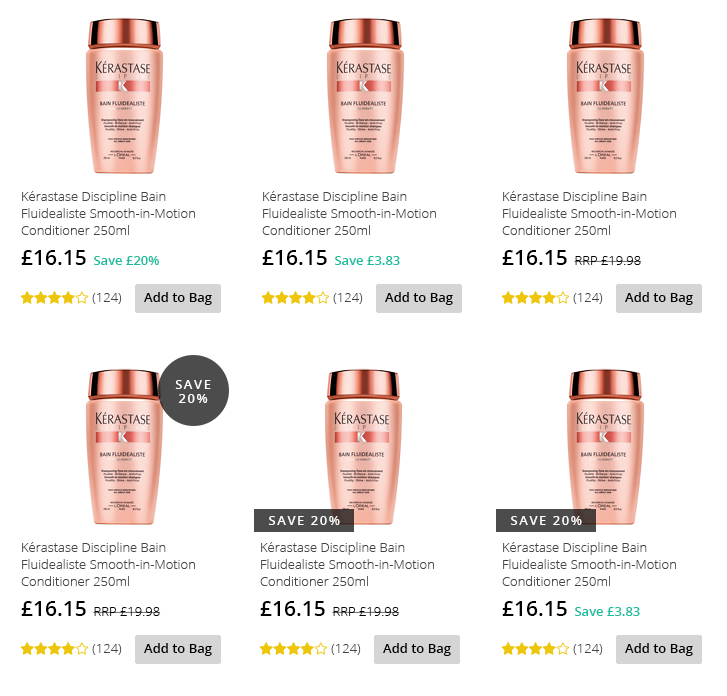 KÉRASTASE
BAIN FLUIDEALISTE
Kérastase Discipline Bain
Fluidealiste Smooth-in-Motion
Conditioner 250ml
£16.15 Save £20%
(124) Add to Bag
KÉRASTASE
BAIN FLUIDEALISTE
Kérastase Discipline Bain
Fluidealiste Smooth-in-Motion
Conditioner 250ml
£16.15 Save £3.83
(124) Add to Bag
KÉRASTASE
BAIN FLUIDEALISTE
Kérastase Discipline Bain
Fluidealiste Smooth-in-Motion
Conditioner 250ml
£16.15 RRP £19.98
(124) Add to Bag
SAVE
20%
KÉRASTASE
BAIN FLUIDEALISTE
Kérastase Discipline Bain
Fluidealiste Smooth-in-Motion
Conditioner 250ml
£16.15 RRP £19.98
(124) Add to Bag
KÉRASTASE
BAIN FLUIDEALISTE
SAVE 20%
Kérastase Discipline Bain
Fluidealiste Smooth-in-Motion
Conditioner 250ml
£16.15 RRP £19.98
(124) Add to Bag
KÉRASTASE
BAIN FLUIDEALISTE
SAVE 20%
Kérastase Discipline Bain
Fluidealiste Smooth-in-Motion
Conditioner 250ml
£16.15 Save £3.83
(124) Add to Bag